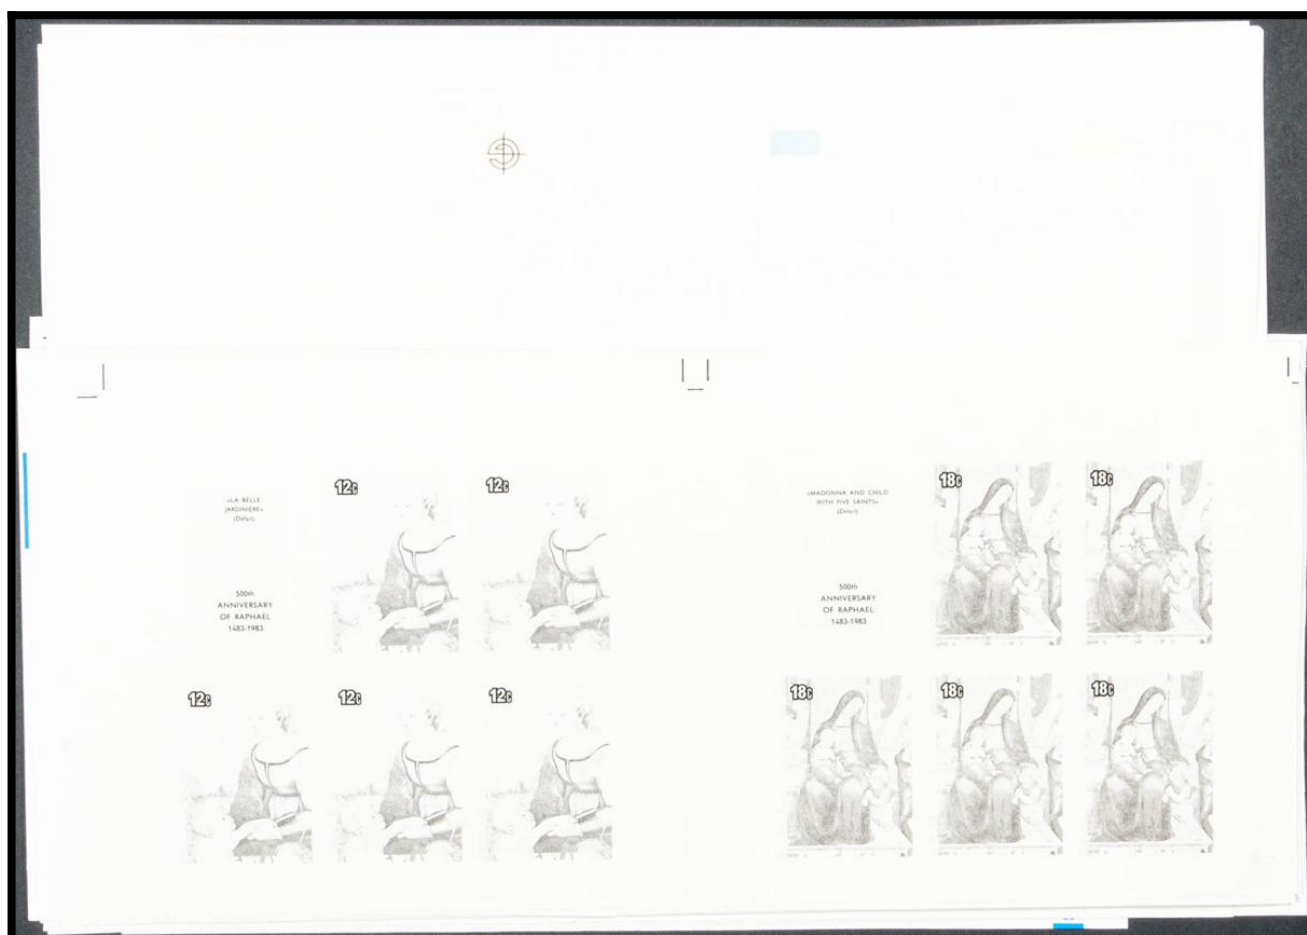 «LA BELLE
JARDINIERE»
(Detail)
500th
ANNIVERSARY
OF RAPHAEL
1483-1983
12c
12c
12c
12c
12c
«MADONNA AND CHILD
WITH FIVE SAINTS»
(Detail)
500th
ANNIVERSARY
OF RAPHAEL
1483-1983
18c
18c
18c
18c
18c